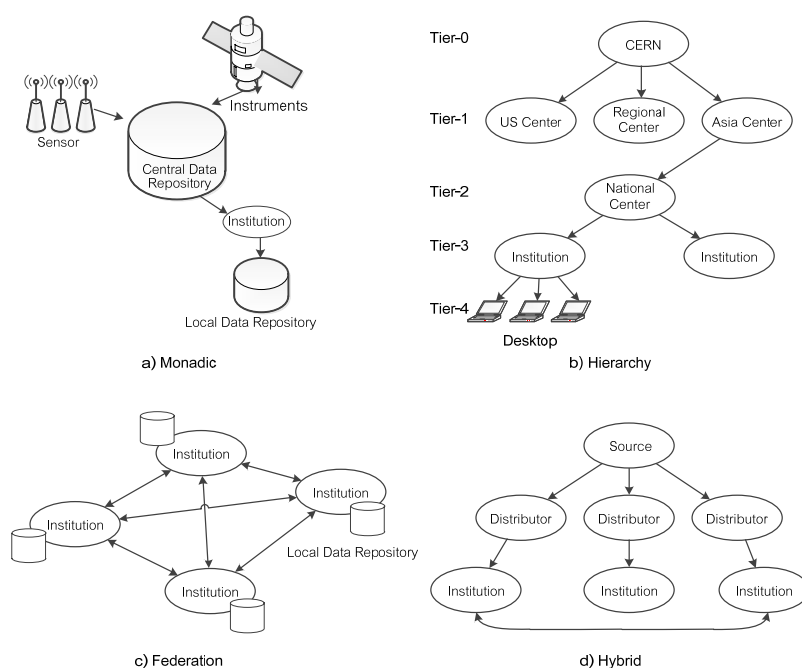 Instruments
Sensor
Central Data
Repository
Institution
Local Data Repository
a) Monadic
Tier-0
CERN
Tier-1
US Center
Regional
Center
Asia Center
Tier-2
National
Center
Tier-3
Institution
Institution
Tier-4
Desktop
b) Hierarchy
Institution
Institution
Institution
Local Data Repository
Institution
c) Federation
Source
Distributor
Distributor
Distributor
Institution
Institution
Institution
d) Hybrid